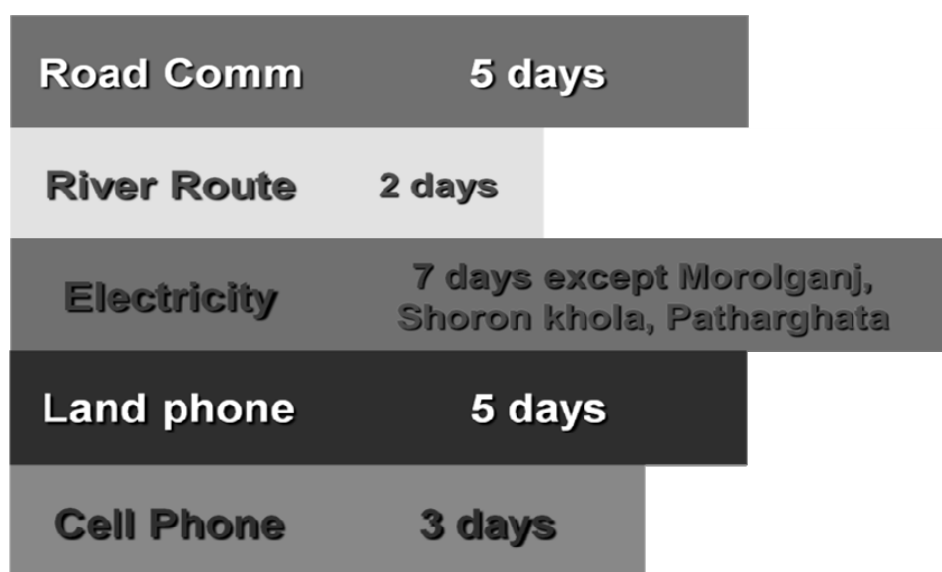 Road Comm 5 days
River Route 2 days
Electricity 7 days except Morolganj,
Shoron khola, Patharghata
Land phone 5 days
Cell Phone 3 days